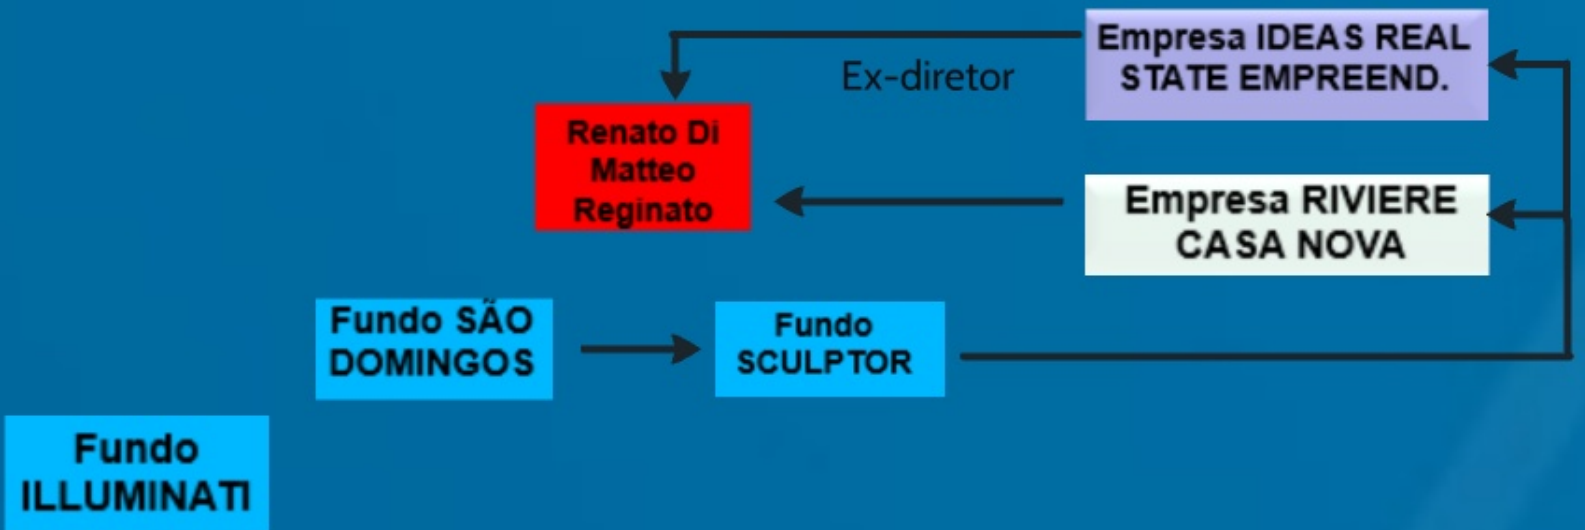 Empresa IDEAS REAL
STATE EMPREEND.
Ex-diretor
Renato Di
Matteo
Reginato
Empresa RIVIERE
CASA NOVA
Fundo SÃO
DOMINGOS
Fundo
SCULPTOR
Fundo
ILLUMINATI